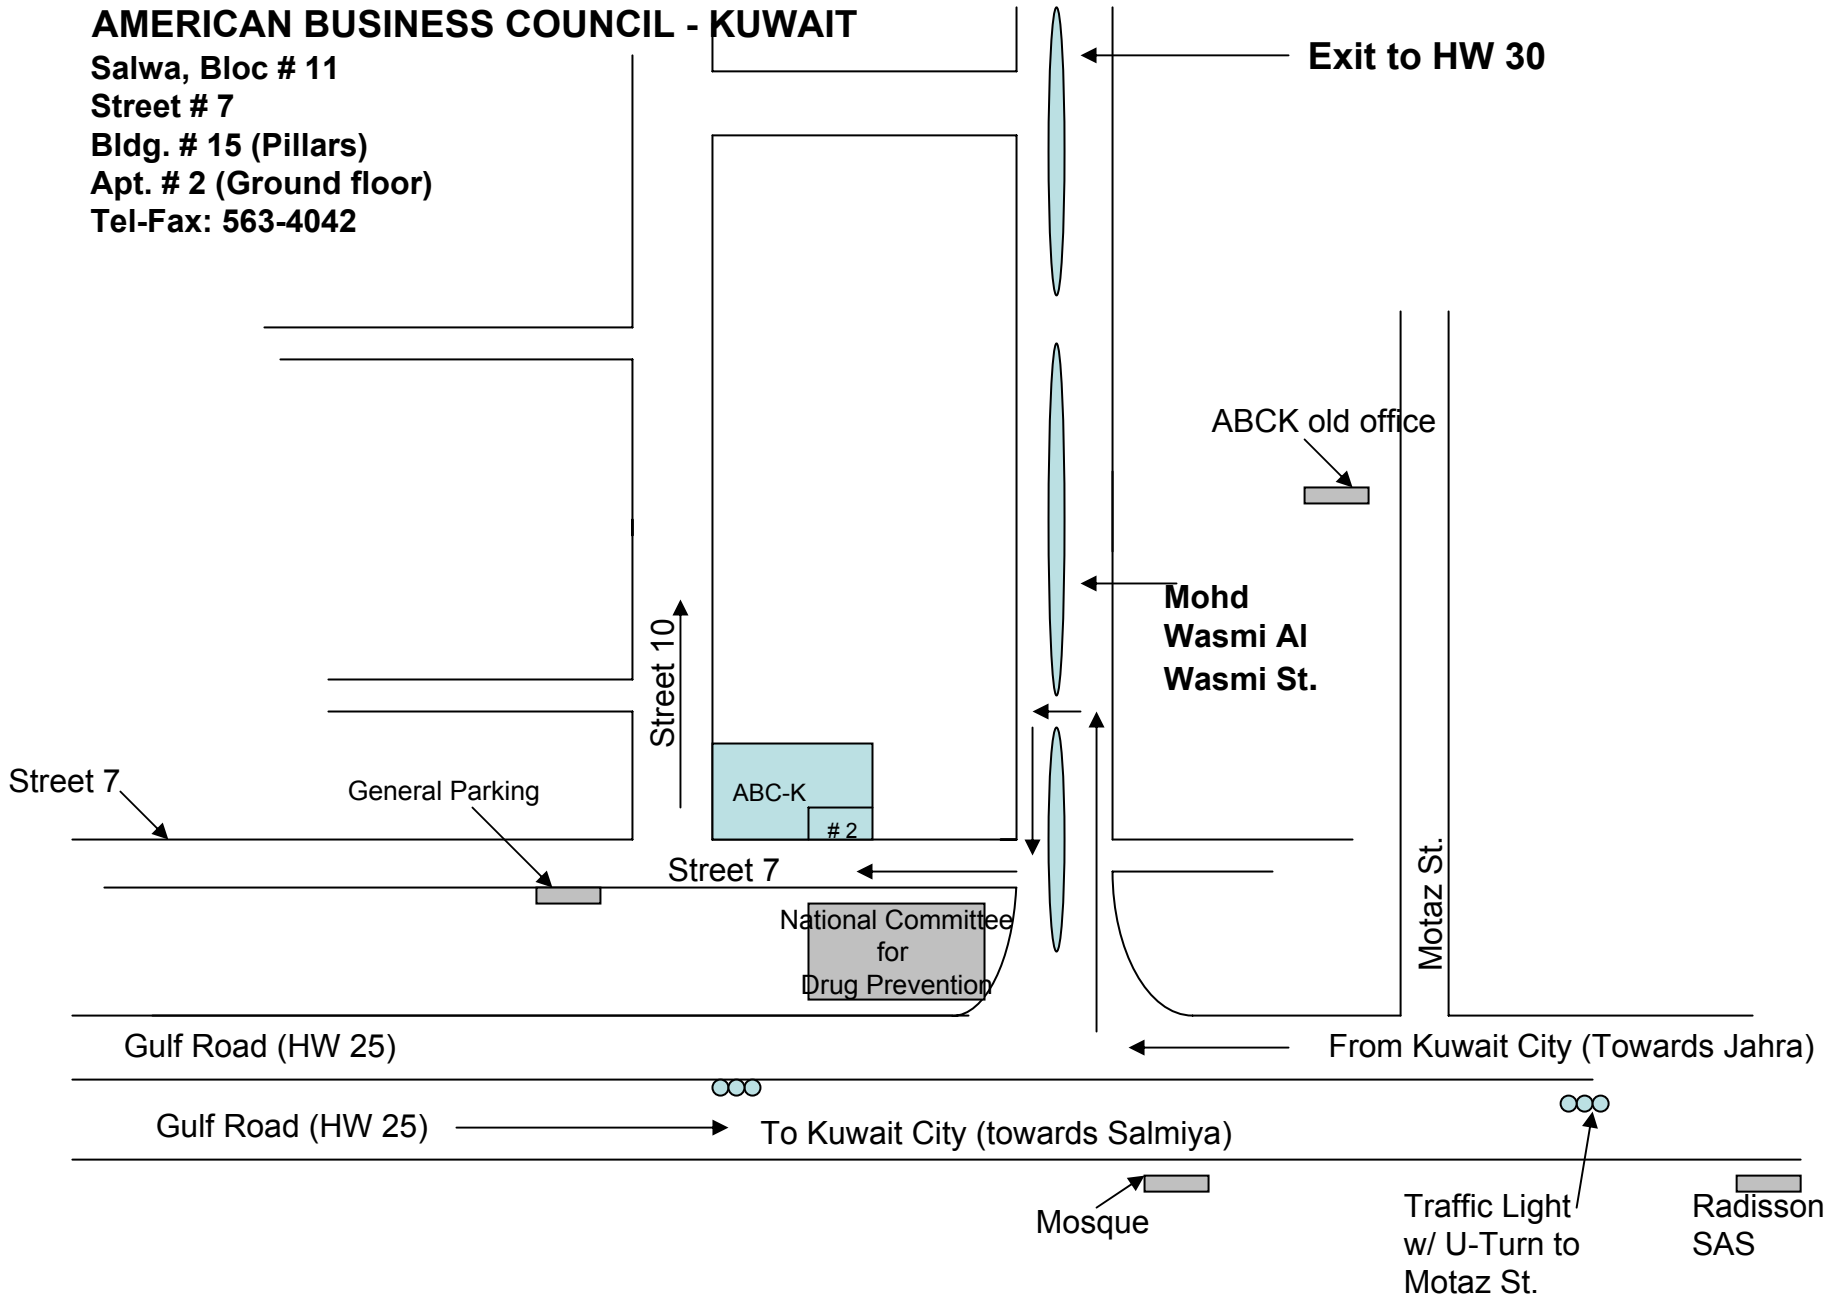 AMERICAN BUSINESS COUNCIL - KUWAIT
Salwa, Bloc # 11
Street # 7
Bldg. # 15 (Pillars)
Apt. # 2 (Ground floor)
Tel-Fax: 563-4042
Exit to HW 30
ABCK old office
Mohd
Wasmi Al
Wasmi St.
Street 10
Street 7
General Parking
ABC-K
# 2
Street 7
Motaz St.
National Committee
for
Drug Prevention
Gulf Road (HW 25)
From Kuwait City (Towards Jahra)
Gulf Road (HW 25)
To Kuwait City (towards Salmiya)
Mosque
Traffic Light
w/ U-Turn to
Motaz St.
Radisson
SAS